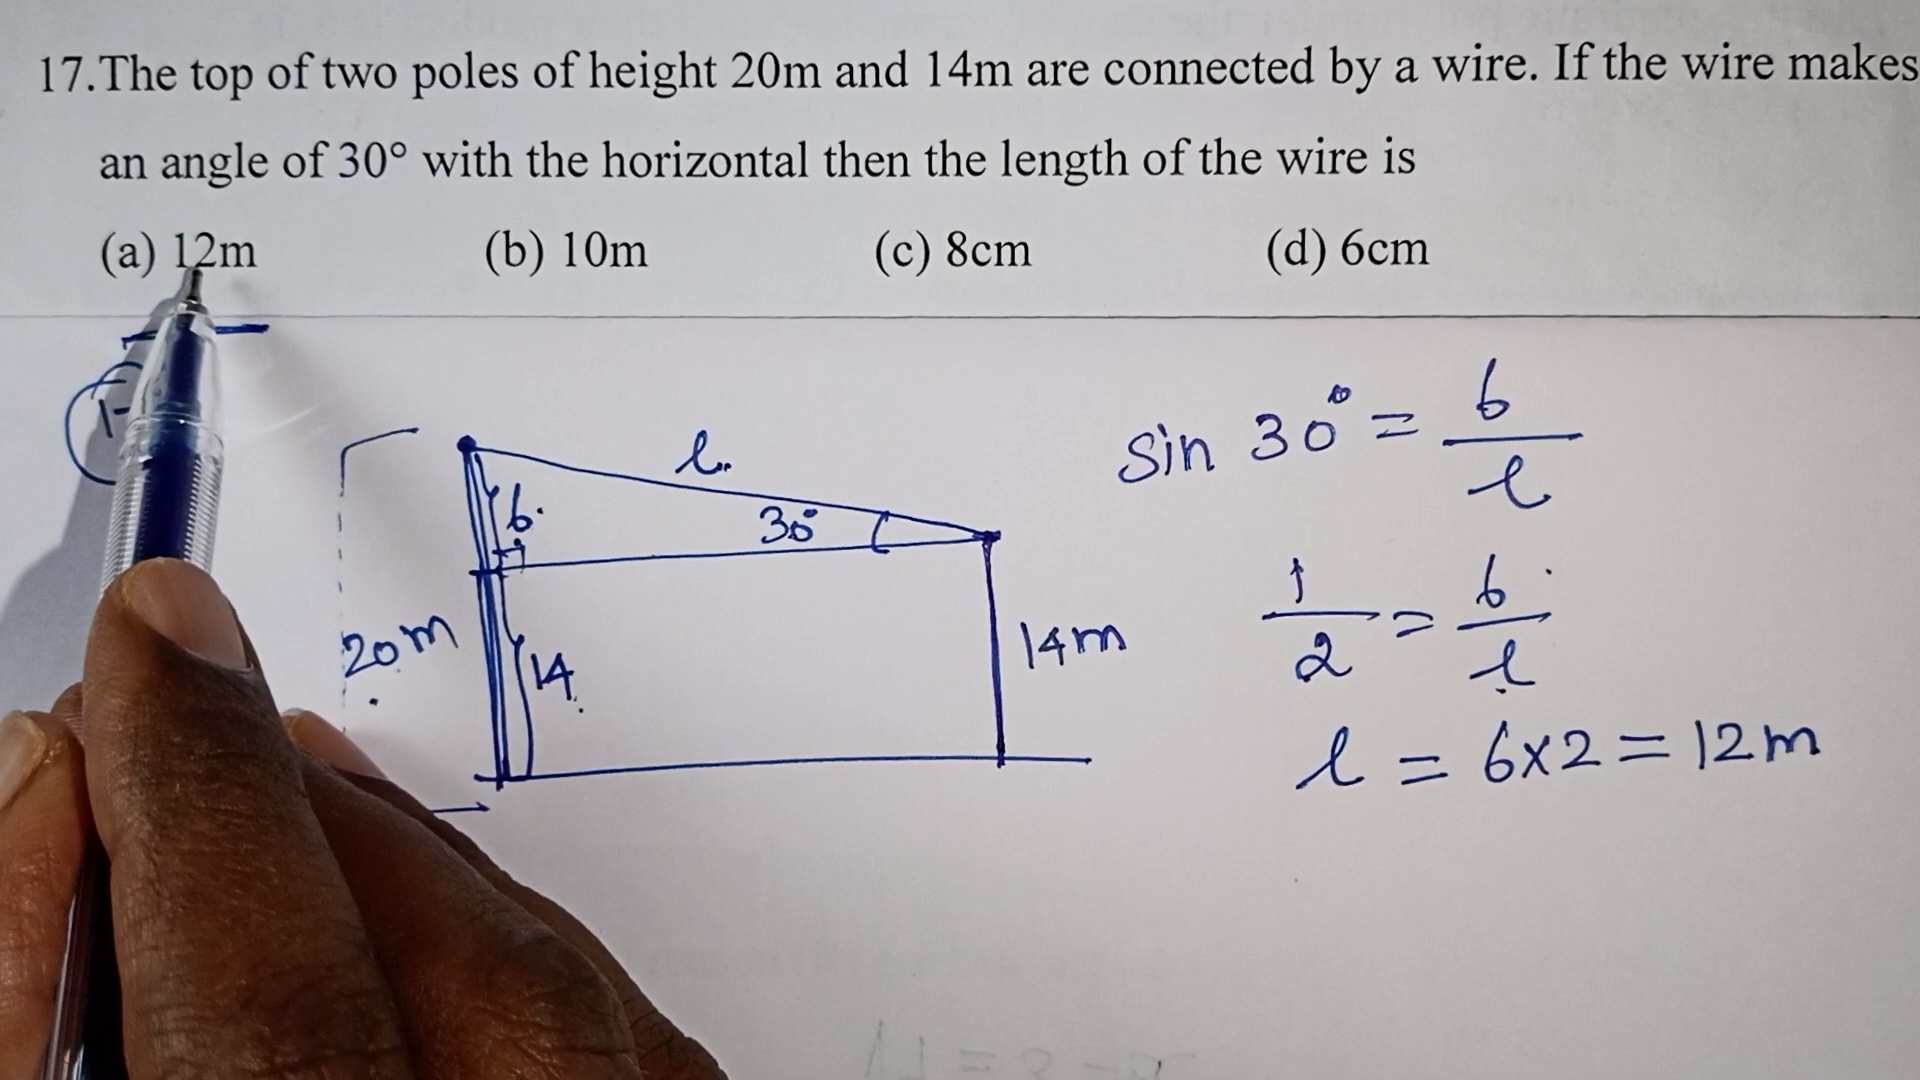 17.The top of two poles of height 20m and 14m are connected by a wire. If the wire makes
an angle of 30° with the horizontal then the length of the wire is
(a) 12m (b) 10m (c) 8cm (d) 6cm
l
6
30°
20m
14
14m
Sin 30° = 6/l
1/2 = 6/l
l = 6x2 = 12m